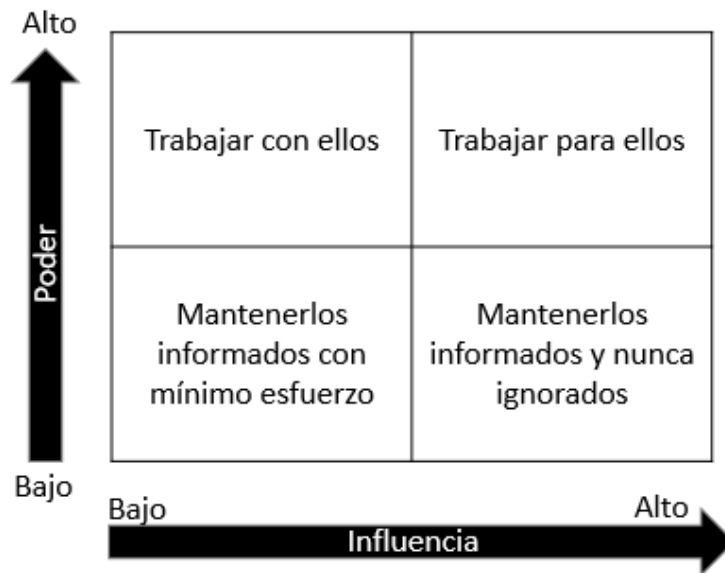 Alto
Poder
Trabajar con ellos
Trabajar para ellos
Mantenerlos
informados con
mínimo esfuerzo
Mantenerlos
informados y nunca
ignorados
Bajo
Bajo
Alto
Influencia